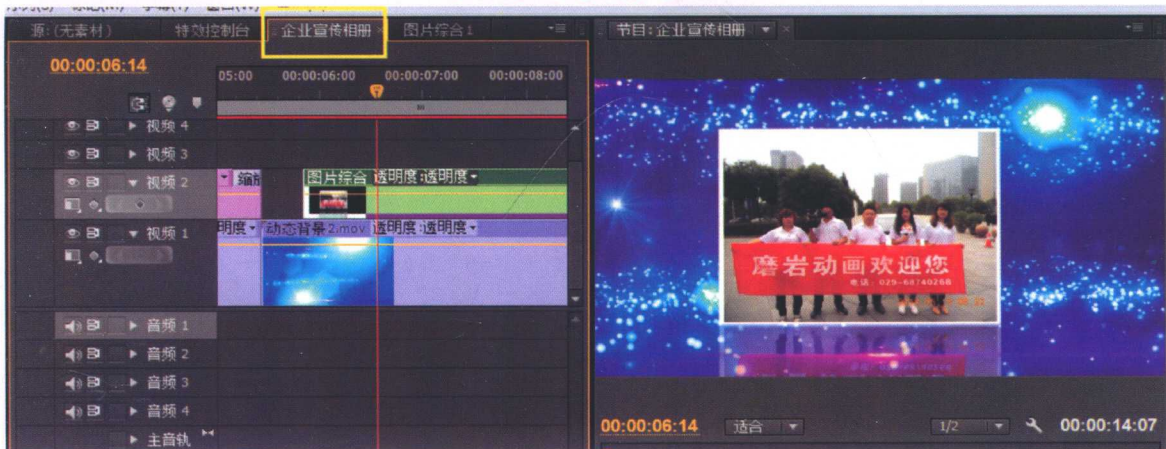 源:(无素材) 特效控制台 企业宣传相册 × 图片综合1
00:00:06:14
05:00 00:00:06:00 00:00:07:00 00:00:08:00
视频 4
视频 3
视频 2
图片综合 透明度:透明度
视频 1
明度 动态背景2.mov 透明度:透明度
音频 1
音频 2
音频 3
音频 4
主音轨
节目:企业宣传相册 ×
磨岩动画欢迎您
电话：029-68740268
00:00:06:14 适合 1/2 00:00:14:07